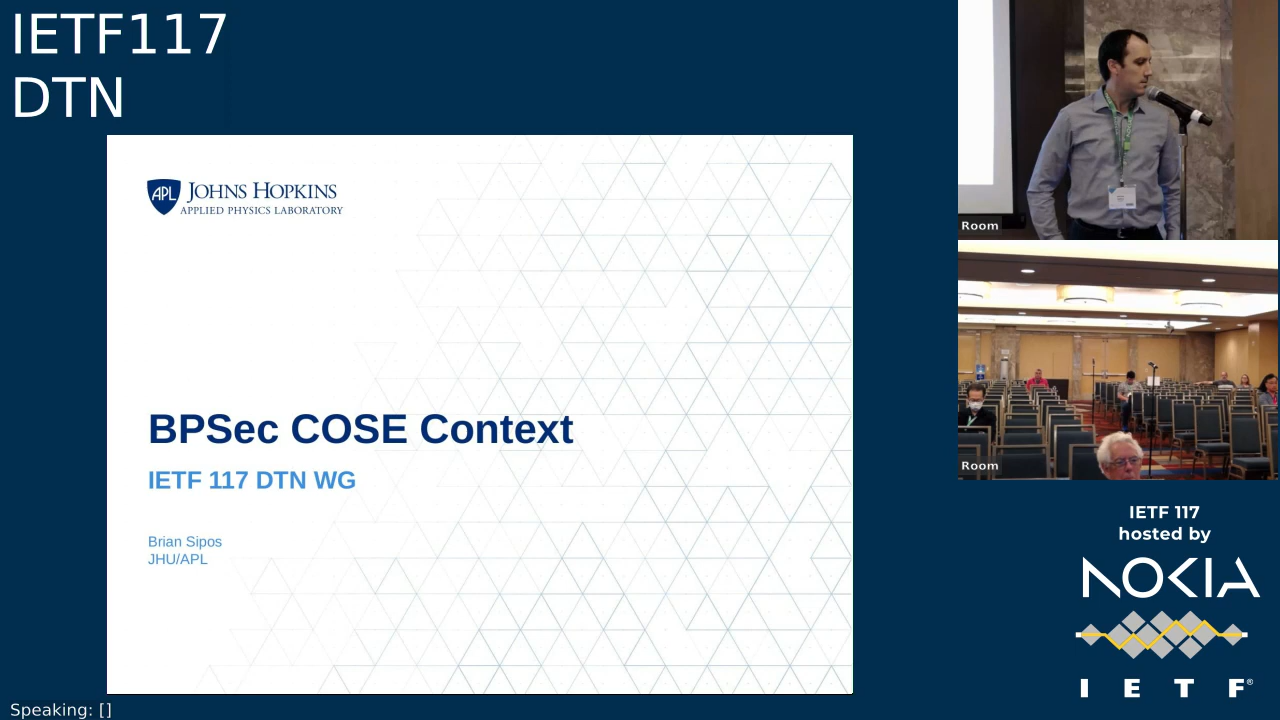 IETF117
DTN
APL JOHNS HOPKINS
APPLIED PHYSICS LABORATORY
BPSec COSE Context
IETF 117 DTN WG
Brian Sipos
JHU/APL
Room
Room
IETF 117
hosted by
NOKIA
I E T F®
Speaking: []